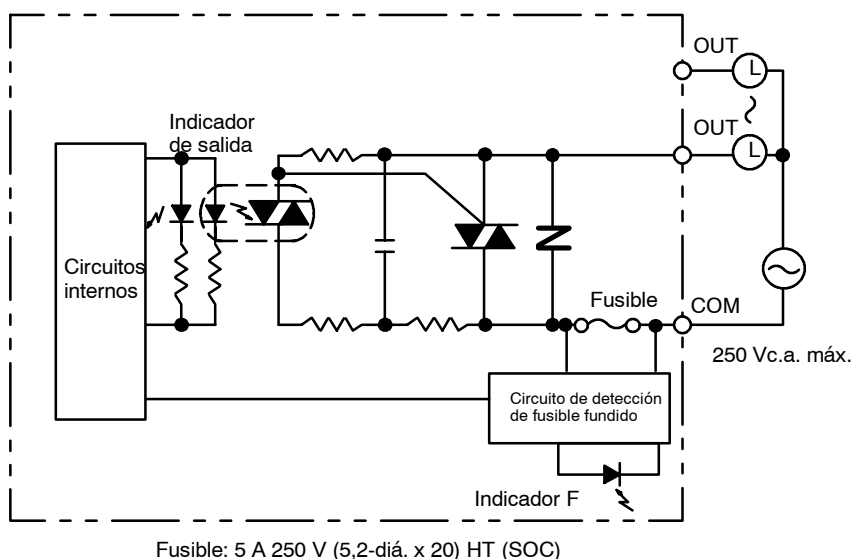 OUT
L
Indicador
de salida
OUT
L
Circuitos
internos
Fusible
COM
250 Vc.a. máx.
Circuito de detección
de fusible fundido
Indicador F
Fusible: 5 A 250 V (5,2-diá. x 20) HT (SOC)